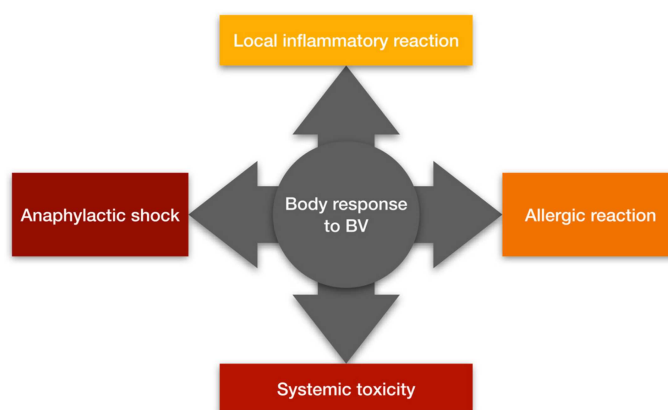 Local inflammatory reaction
Anaphylactic shock
Body response
to BV
Allergic reaction
Systemic toxicity